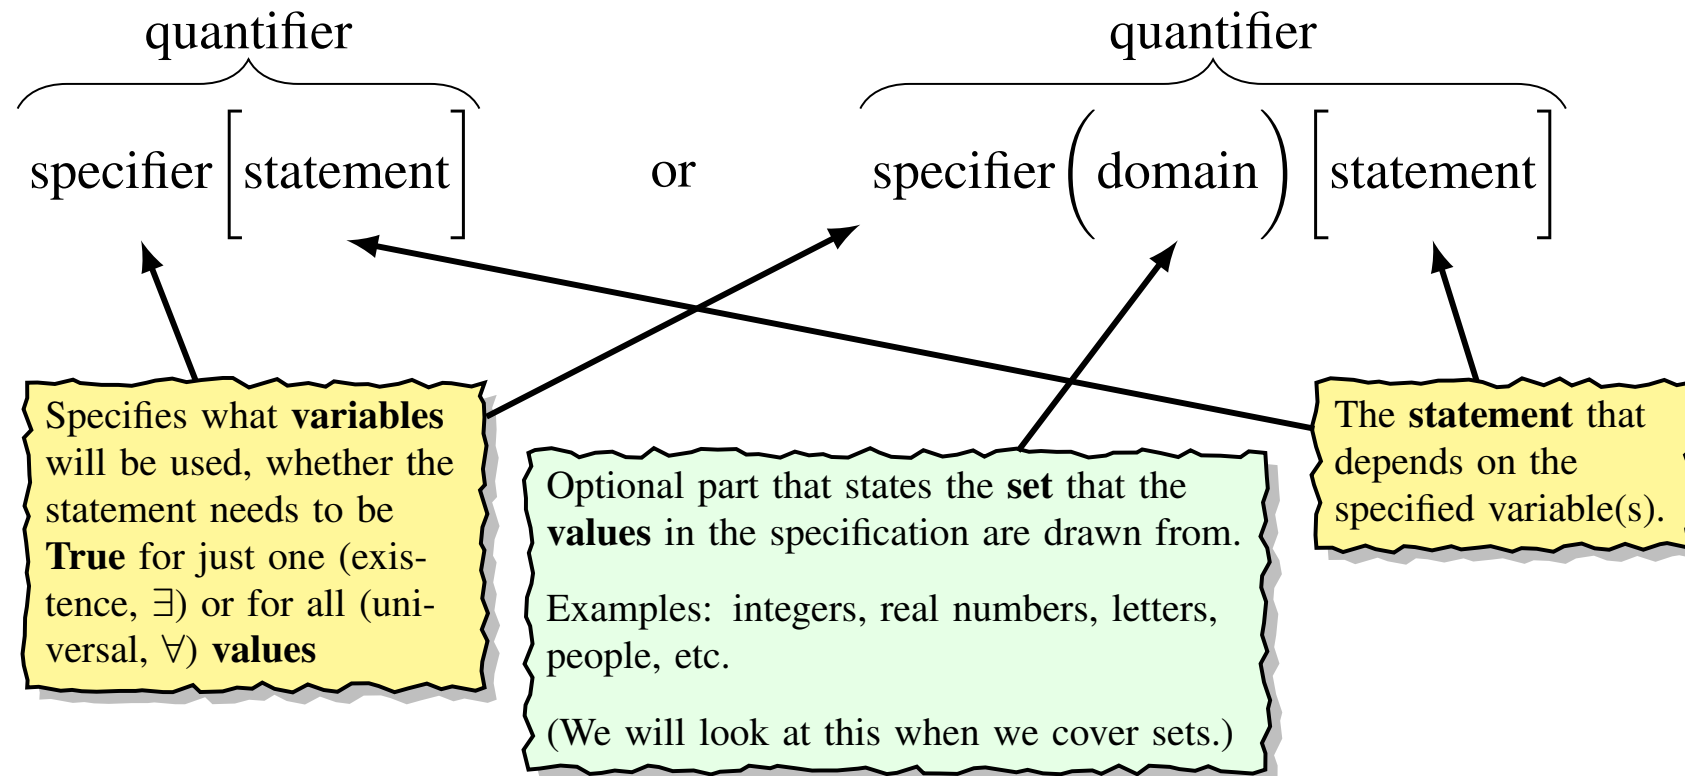 quantifier quantifier
specifier [statement] or specifier (domain) [statement]
Specifies what variables
will be used, whether the
statement needs to be
True for just one (exis-
tence, ∃) or for all (uni-
versal, ∀) values
Optional part that states the set that the
values in the specification are drawn from.
Examples: integers, real numbers, letters,
people, etc.
(We will look at this when we cover sets.)
The statement that
depends on the
specified variable(s).